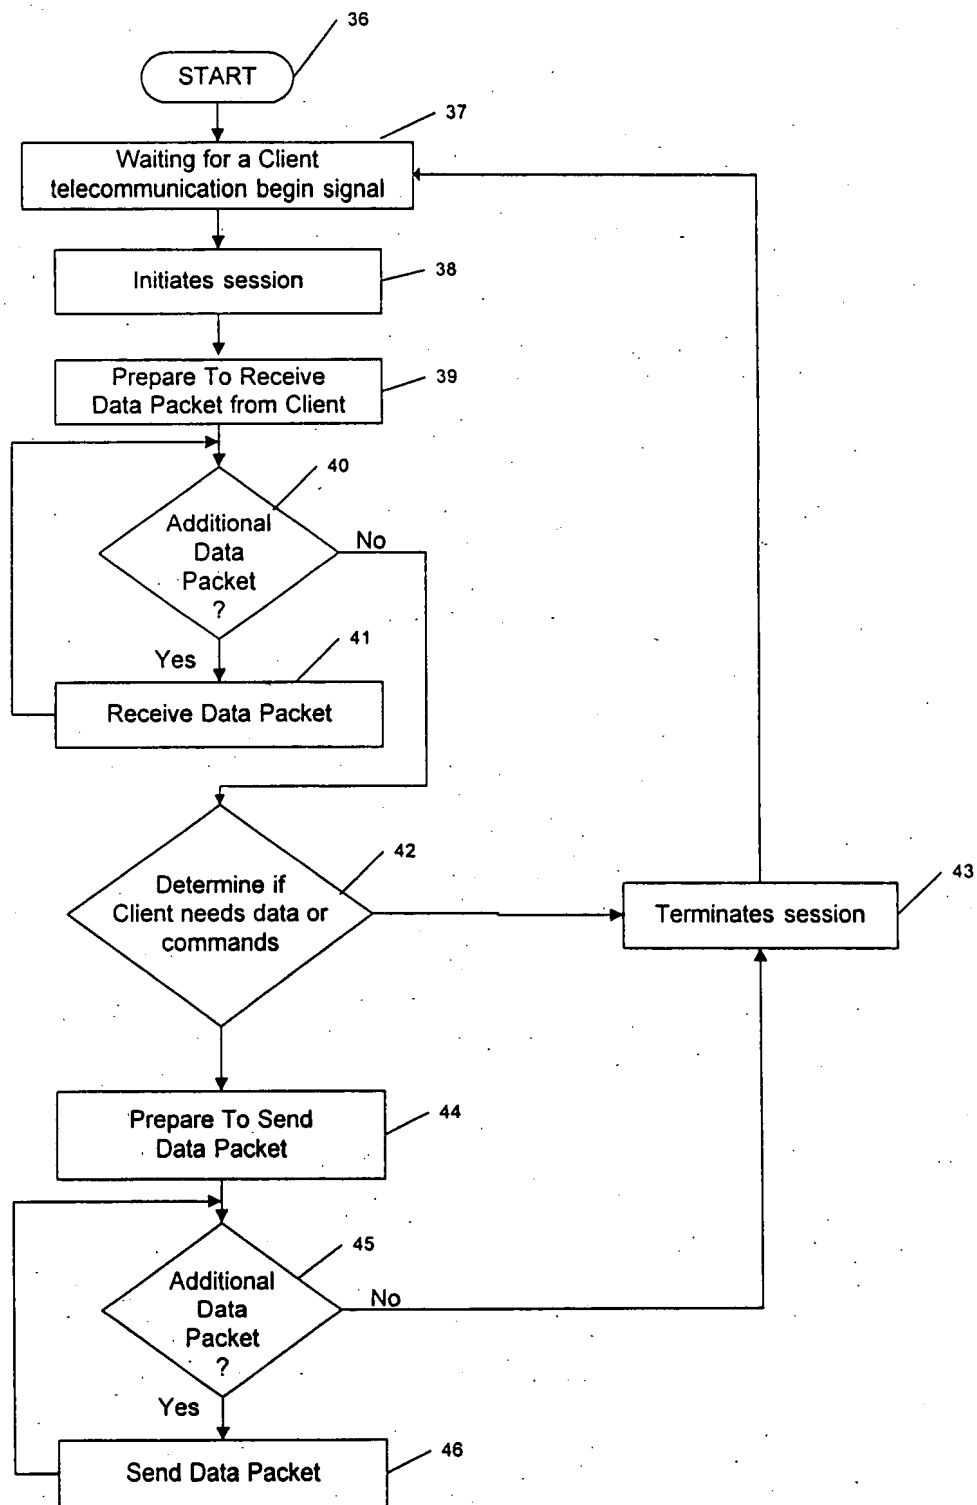 36
START
37
Waiting for a Client
telecommunication begin signal
Initiates session
38
Prepare To Receive
Data Packet from Client
39
40
Additional
Data
Packet
?
No
Yes
41
Receive Data Packet
42
Determine if
Client needs data or
commands
43
Terminates session
Prepare To Send
Data Packet
44
45
Additional
Data
Packet
?
No
Yes
Send Data Packet
46